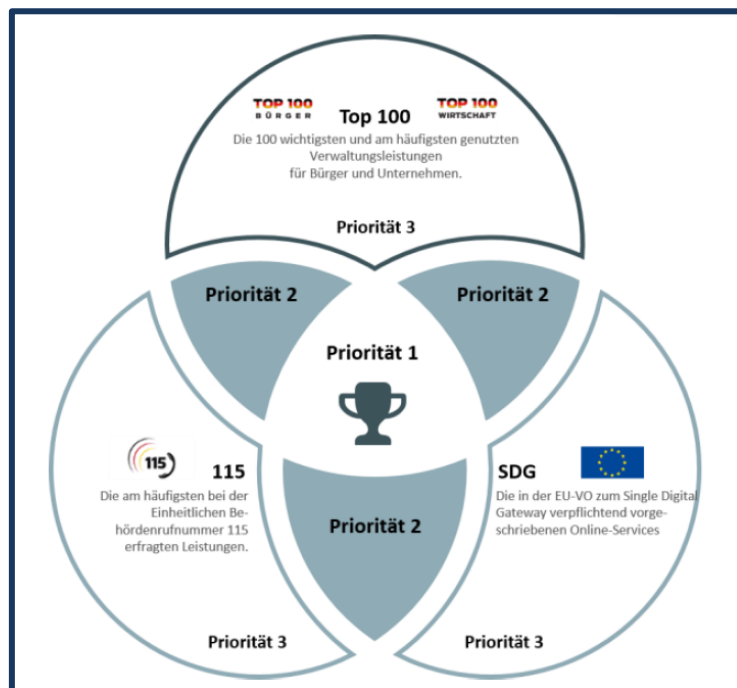 TOP 100
BÜRGER
Top 100
TOP 100
WIRTSCHAFT
Die 100 wichtigsten und am häufigsten genutzten
Verwaltungsleistungen
für Bürger und Unternehmen.
Priorität 3
Priorität 2
Priorität 2
Priorität 1
115
115
Die am häufigsten bei der
Einheitlichen Be-
hördenrufnummer 115
erfragten Leistungen.
SDG
Die in der EU-VO zum Single Digital
Gateway verpflichtend vorge-
schriebenen Online-Services
Priorität 2
Priorität 3
Priorität 3